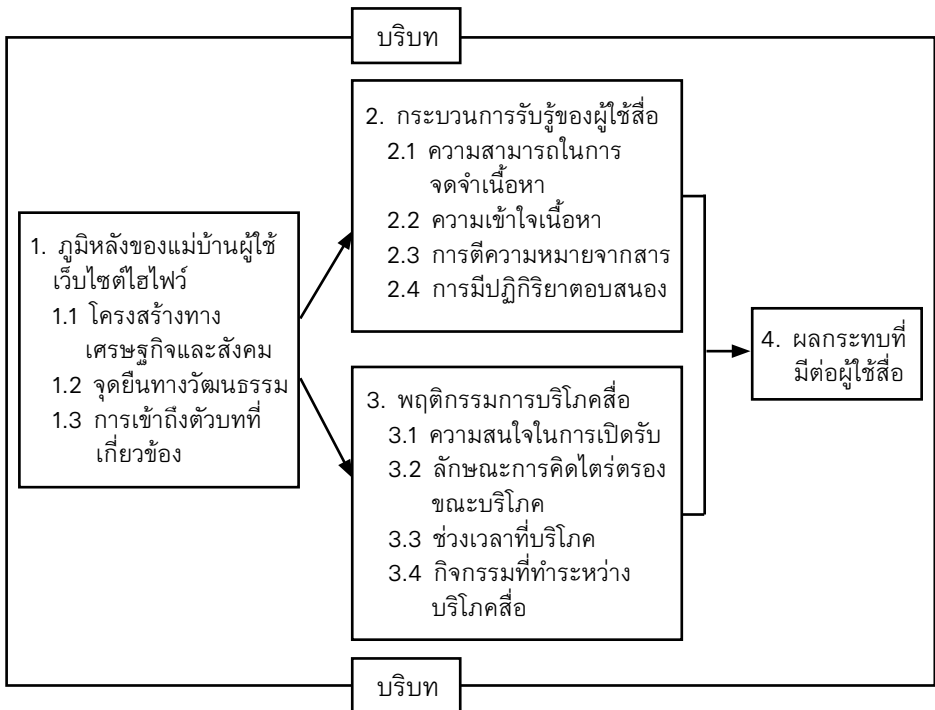 บริบท
2. กระบวนการรับรู้ของผู้ใช้สื่อ
2.1 ความสามารถในการ
จดจำเนื้อหา
2.2 ความเข้าใจเนื้อหา
2.3 การตีความหมายจากสาร
2.4 การมีปฏิกิริยาตอบสนอง
1. ภูมิหลังของแม่บ้านผู้ใช้
เว็บไซต์ไฮไฟว์
1.1 โครงสร้างทาง
เศรษฐกิจและสังคม
1.2 จุดยืนทางวัฒนธรรม
1.3 การเข้าถึงตัวบทที่
เกี่ยวข้อง
3. พฤติกรรมการบริโภคสื่อ
3.1 ความสนใจในการเปิดรับ
3.2 ลักษณะการคิดไตร่ตรอง
ขณะบริโภค
3.3 ช่วงเวลาที่บริโภค
3.4 กิจกรรมที่ทำระหว่าง
บริโภคสื่อ
4. ผลกระทบที่
มีต่อผู้ใช้สื่อ
บริบท